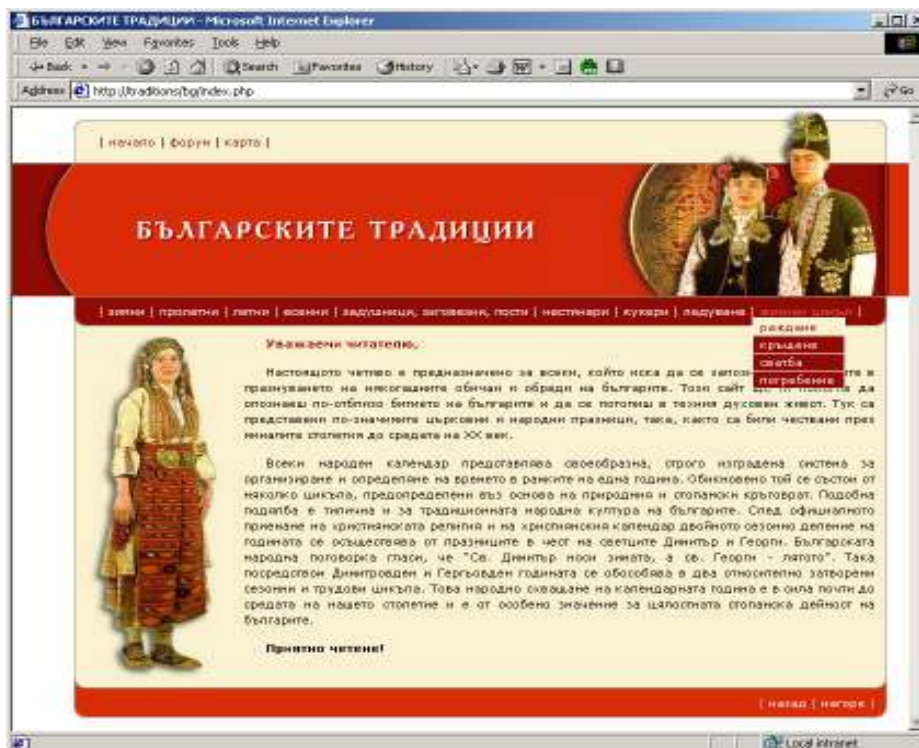 БЪЛГАРСКИТЕ ТРАДИЦИИ - Microsoft Internet Explorer
File Edit View Favorites Tools Help
Back Search Favorites History
Address http://traditions/bg/index.php Go
| начало | форум | карта |
БЪЛГАРСКИТЕ ТРАДИЦИИ
| зимни | пролетни | летни | есенни | задушници, заговезни, пости | нестинари | кукери | ладуване |
раждане
кръщене
сватба
погребение
Уважаеми читателю,
Настоящото четиво е предназначено за всеки, който иска да се запоз
празнуването на някогашните обичаи и обреди на българите. Този сайт
опознаеш по-отблизо битието на българите и да се потопиш в техния духовен живот. Тук са
представени по-значимите църковни и народни празници, така, както са били чествани през
миналите столетия до средата на XX век.
Всеки народен календар представлява своеобразна, строго изградена система за
организиране и определяне на времето в рамките на една година. Обикновено той се състои от
няколко цикъла, предопределени въз основа на природния и стопански кръговрат. Подобна
подялба е типична и за традиционната народна култура на българите. След официалното
приемане на християнската религия и на християнския календар двойното сезонно деление на
годината се осъществява от празниците в чест на светците Димитър и Георги. Българската
народна поговорка гласи, че "Св. Димитър носи зимата, а св. Георги - лятото". Така
посредством Димитровден и Гергьовден годината се обособява в два относително затворени
сезонни и трудови цикъла. Това народно схващане на календарната година е в сила почти до
средата на нашето столетие и е от особено значение за цялостната стопанска дейност на
българите.
Приятно четене!
| назад | нагоре |
Local intranet